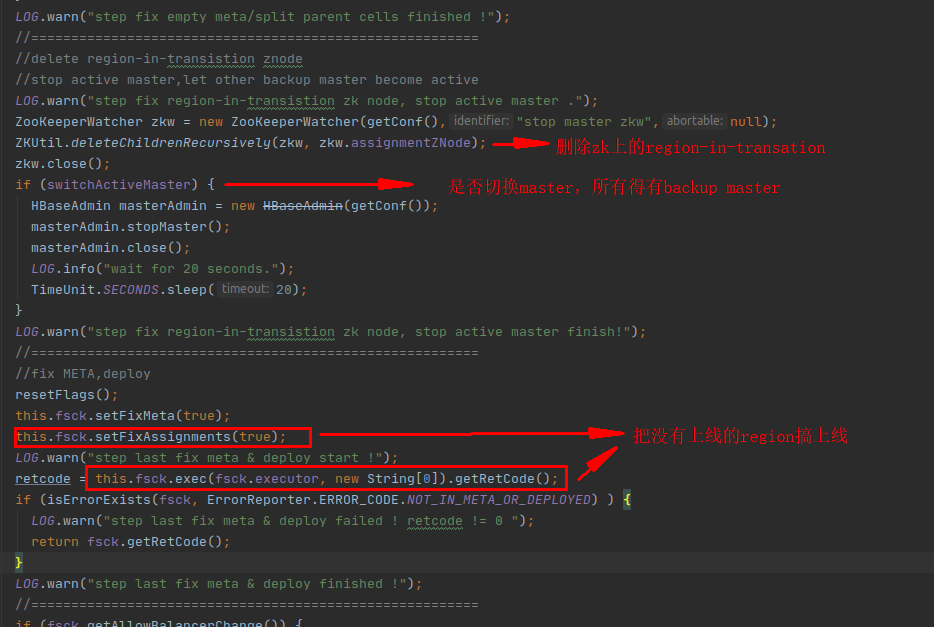 LOG.warn("step fix empty meta/split parent cells finished !");
//=======================================================
//delete region-in-transistion znode
//stop active master,let other backup master become active
LOG.warn("step fix region-in-transistion zk node, stop active master .");
ZooKeeperWatcher zkw = new ZooKeeperWatcher(getConf(), identifier: "stop master zkw", abortable: null);
ZKUtil.deleteChildrenRecursively(zkw, zkw.assignmentZNode); 删除zk上的region-in-transation
zkw.close();
if (switchActiveMaster) { 是否切换master，所有得有backup master
HBaseAdmin masterAdmin = new HBaseAdmin(getConf());
masterAdmin.stopMaster();
masterAdmin.close();
LOG.info("wait for 20 seconds.");
TimeUnit.SECONDS.sleep( timeout: 20);
}
LOG.warn("step fix region-in-transistion zk node, stop active master finish!");
//=======================================================
//fix META,deploy
resetFlags();
this.fsck.setFixMeta(true);
this.fsck.setFixAssignments(true); 把没有上线的region搞上线
LOG.warn("step last fix meta & deploy start !");
retcode = this.fsck.exec(fsck.executor, new String[0]).getRetCode();
if (isErrorExists(fsck, ErrorReporter.ERROR_CODE.NOT_IN_META_OR_DEPLOYED) ) {
LOG.warn("step last fix meta & deploy failed ! retcode != 0 ");
return fsck.getRetCode();
}
LOG.warn("step last fix meta & deploy finished !");
//=======================================================
if (fsck.getAllowBalancerChange()) {